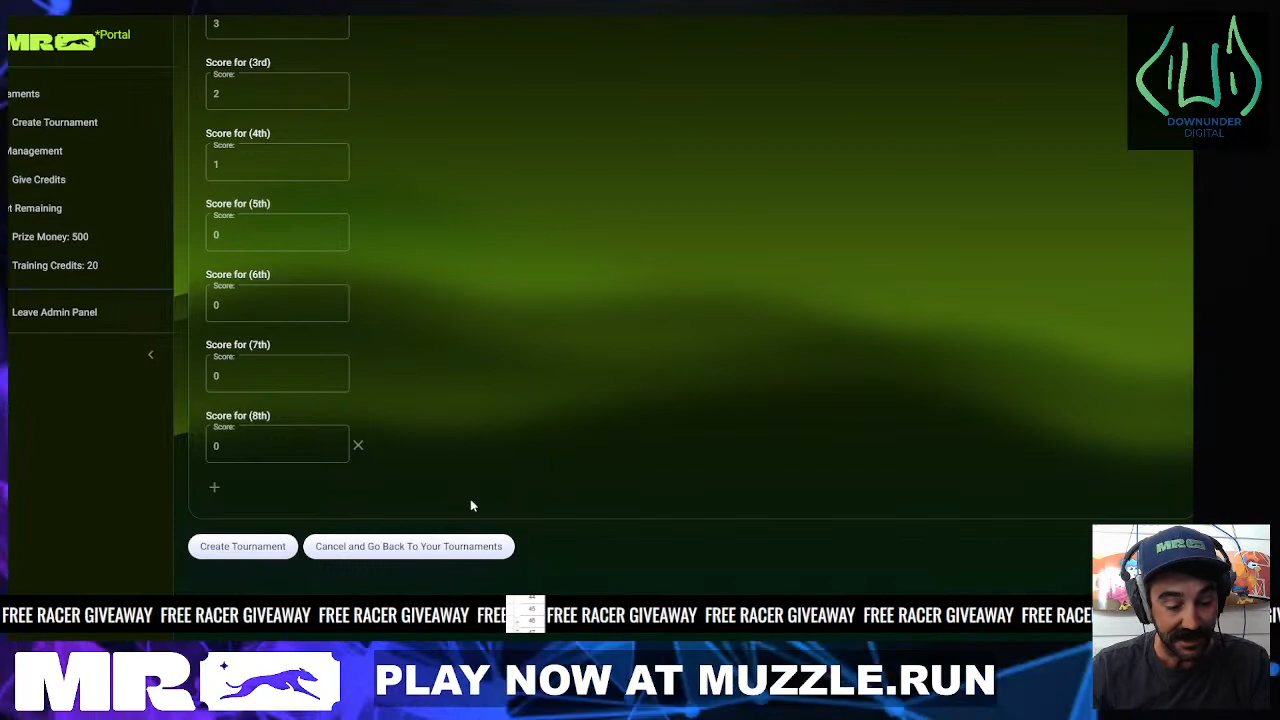 3
MR *Portal
Score for (3rd)
Score:
2
aments
Create Tournament
Score for (4th)
Score:
1
Management
Give Credits
Score for (5th)
Score:
0
t Remaining
Prize Money: 500
Training Credits: 20
Score for (6th)
Score:
0
Leave Admin Panel
Score for (7th)
Score:
0
Score for (8th)
Score:
0
Create Tournament
Cancel and Go Back To Your Tournaments
DOWNUNDER
DIGITAL
MR
FREE RACER GIVEAWAY FREE RACER GIVEAWAY FREE RACER GIVEAWAY FREE FREE RACER GIVEAWAY FREE RACER GIVEAWAY FREE RACER GIVEAWAY FREE RACE
45
46
MR PLAY NOW AT MUZZLE.RUN